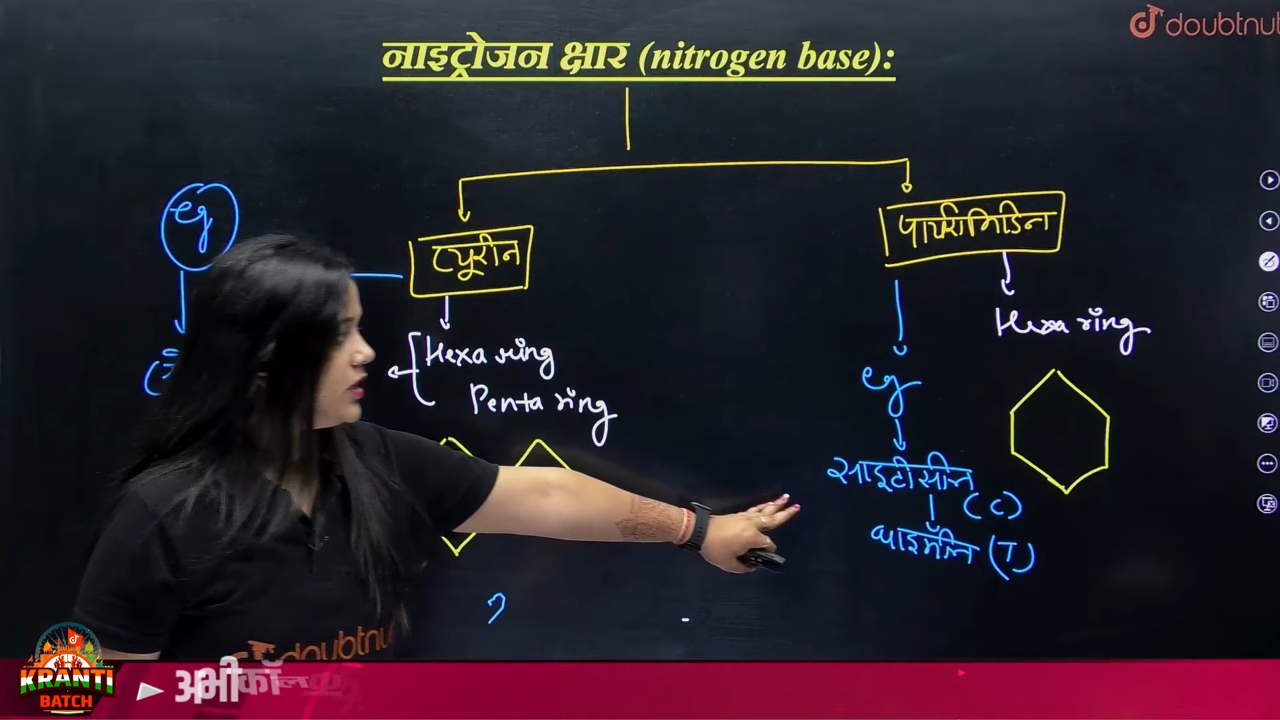 doubtnut
नाइट्रोजन क्षार (nitrogen base):
eg
प्यूरीन
पायरीमिडिन
Hexa ring
Penta ring
Hexa ring
eg
साइटोसीन (C)
थाइमीन (T)
doubtnut
KRANTI
BATCH
अभी कॉल क